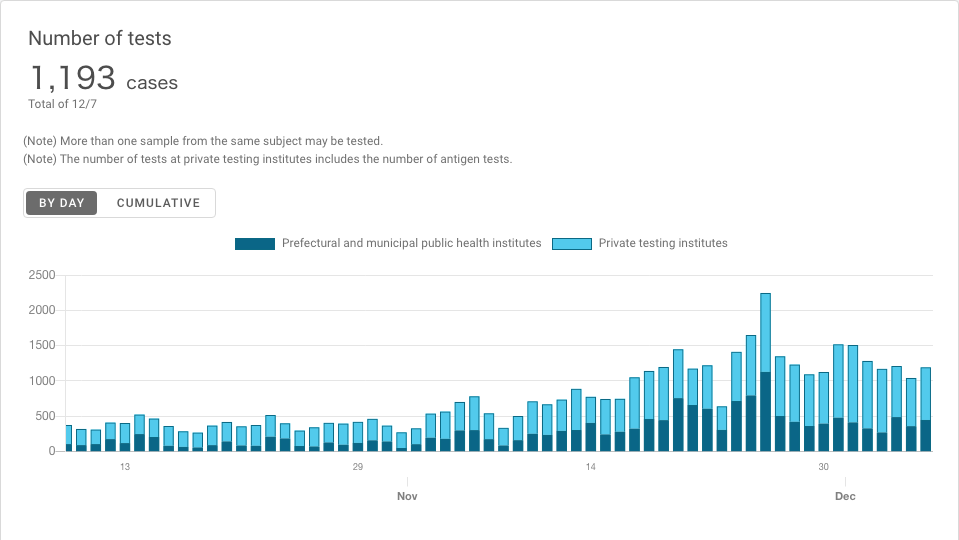 Number of tests
1,193 cases
Total of 12/7
(Note) More than one sample from the same subject may be tested.
(Note) The number of tests at private testing institutes includes the number of antigen tests.
BY DAY CUMULATIVE
Prefectural and municipal public health institutes Private testing institutes
2500
2000
1500
1000
500
0
13 29 14 30
Nov Dec